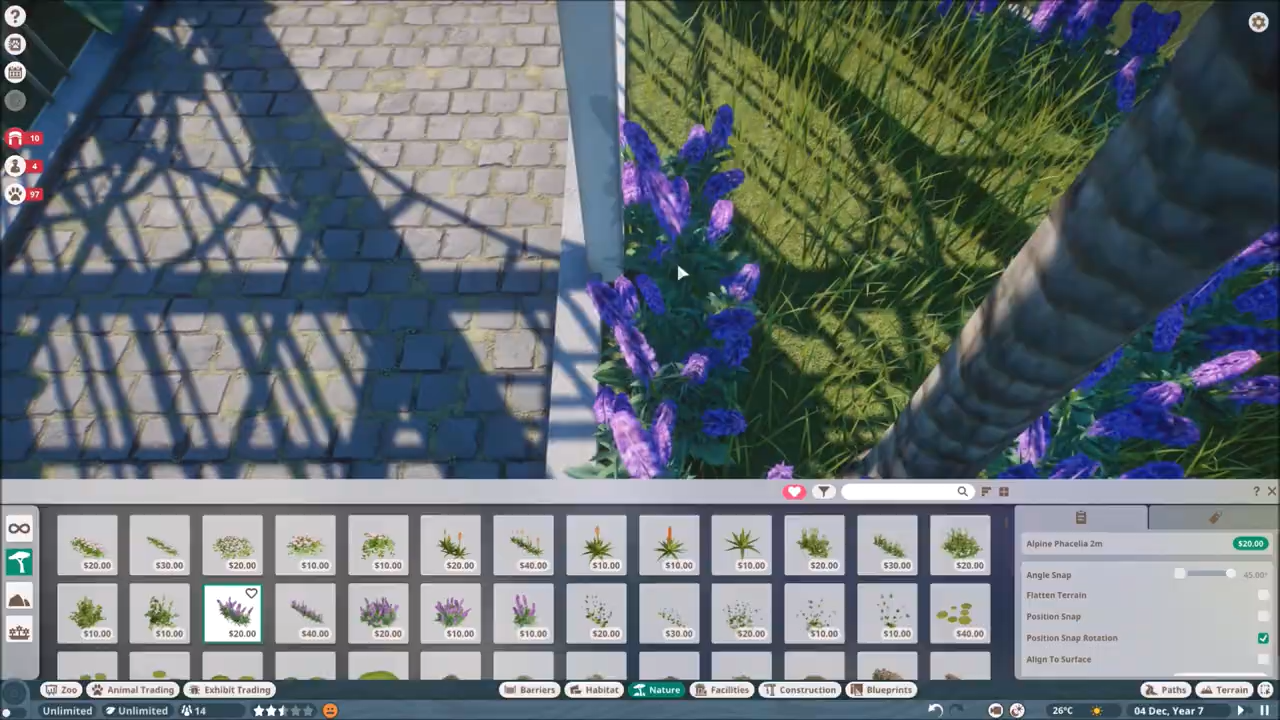 ?
10
4
97
? ×
$20.00 $30.00 $20.00 $10.00 $10.00 $20.00 $40.00 $10.00 $10.00 $10.00 $20.00 $30.00 $20.00
$10.00 $10.00 $20.00 $40.00 $20.00 $10.00 $10.00 $20.00 $30.00 $20.00 $10.00 $10.00 $40.00
Alpine Phacelia 2m $20.00
Angle Snap 45.00°
Flatten Terrain
Position Snap
Position Snap Rotation
Align To Surface
Zoo Animal Trading Exhibit Trading Barriers Habitat Nature Facilities Construction Blueprints Paths Terrain
Unlimited Unlimited 14 26°C 04 Dec, Year 7